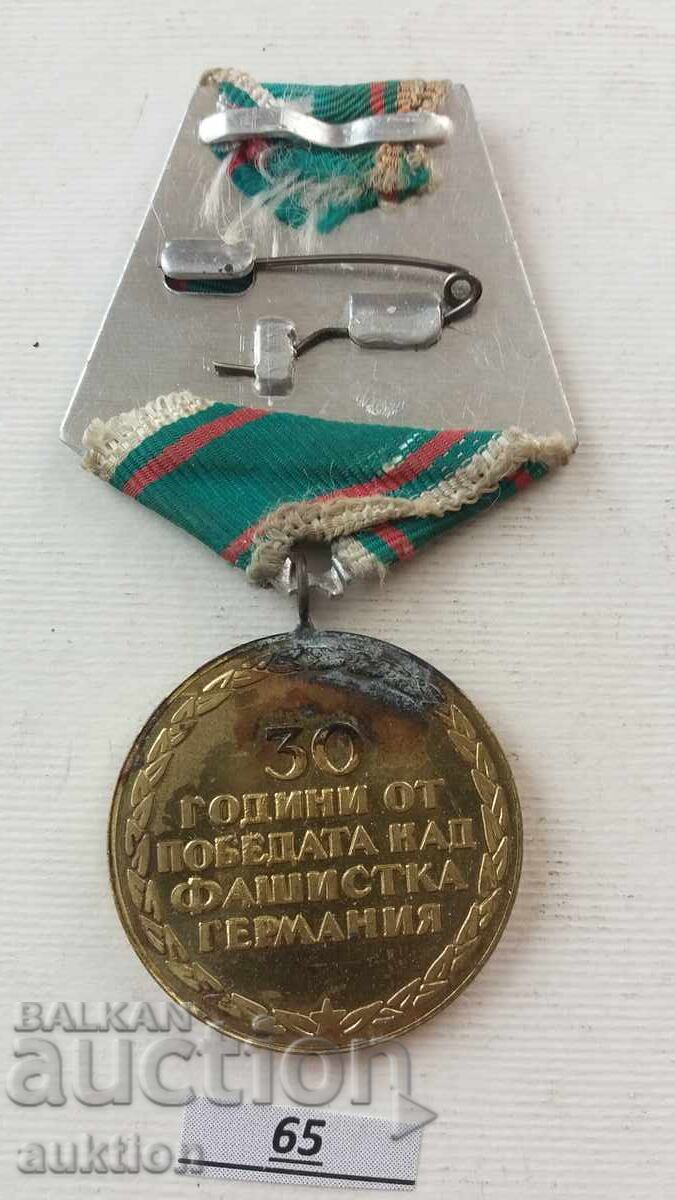 30
ГОДИНИ ОТ
ПОБЕДАТА НАД
ФАШИСТКА
ГЕРМАНИЯ
BALKAN
auction
auktion
65